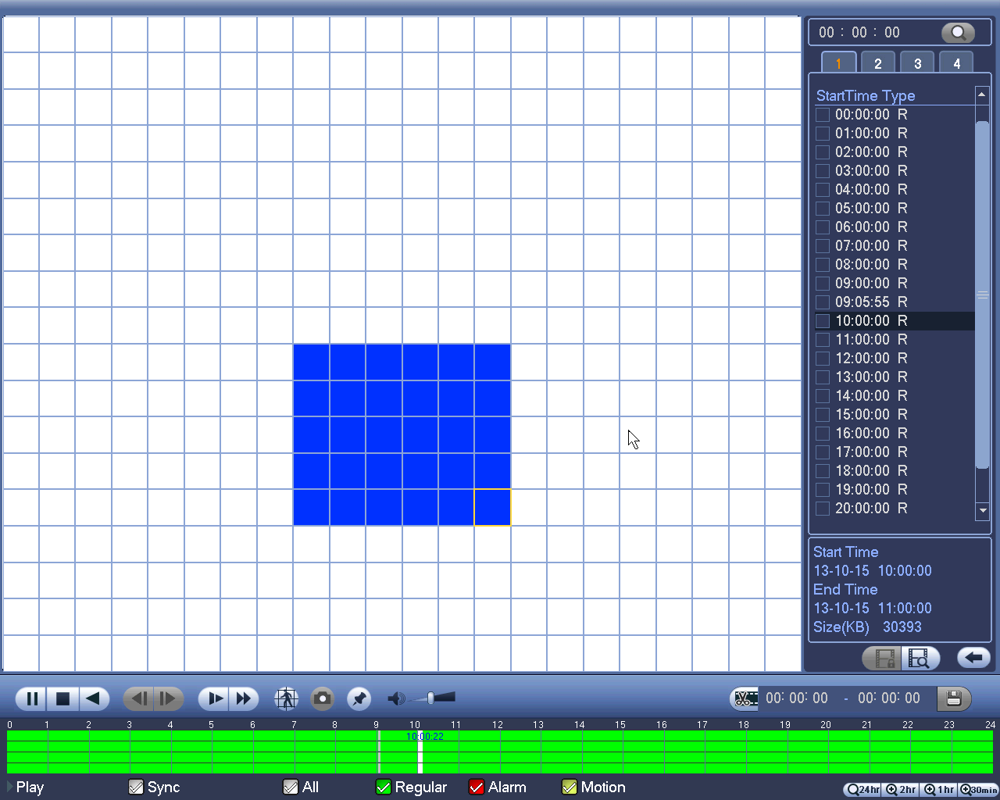 00 : 00 : 00
1 2 3 4
StartTime Type
00:00:00 R
01:00:00 R
02:00:00 R
03:00:00 R
04:00:00 R
05:00:00 R
06:00:00 R
07:00:00 R
08:00:00 R
09:00:00 R
09:05:55 R
10:00:00 R
11:00:00 R
12:00:00 R
13:00:00 R
14:00:00 R
15:00:00 R
16:00:00 R
17:00:00 R
18:00:00 R
19:00:00 R
20:00:00 R
Start Time
13-10-15 10:00:00
End Time
13-10-15 11:00:00
Size(KB) 30393
00: 00: 00 - 00: 00: 00
0 1 2 3 4 5 6 7 8 9 10 11 12 13 14 15 16 17 18 19 20 21 22 23 24
10:00.22
Play Sync All Regular Alarm Motion 24hr 2hr 1hr 30min